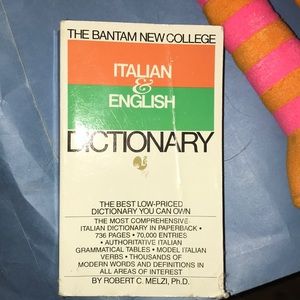 THE BANTAM NEW COLLEGE
ITALIAN
&
ENGLISH
DICTIONARY
THE BEST LOW-PRICED
DICTIONARY YOU CAN OWN
THE MOST COMPREHENSIVE
ITALIAN DICTIONARY IN PAPERBACK •
736 PAGES • 70,000 ENTRIES
• AUTHORITATIVE ITALIAN
GRAMMATICAL TABLES • MODEL ITALIAN
VERBS • THOUSANDS OF
MODERN WORDS AND DEFINITIONS IN
ALL AREAS OF INTEREST
BY ROBERT C. MELZI, Ph.D.